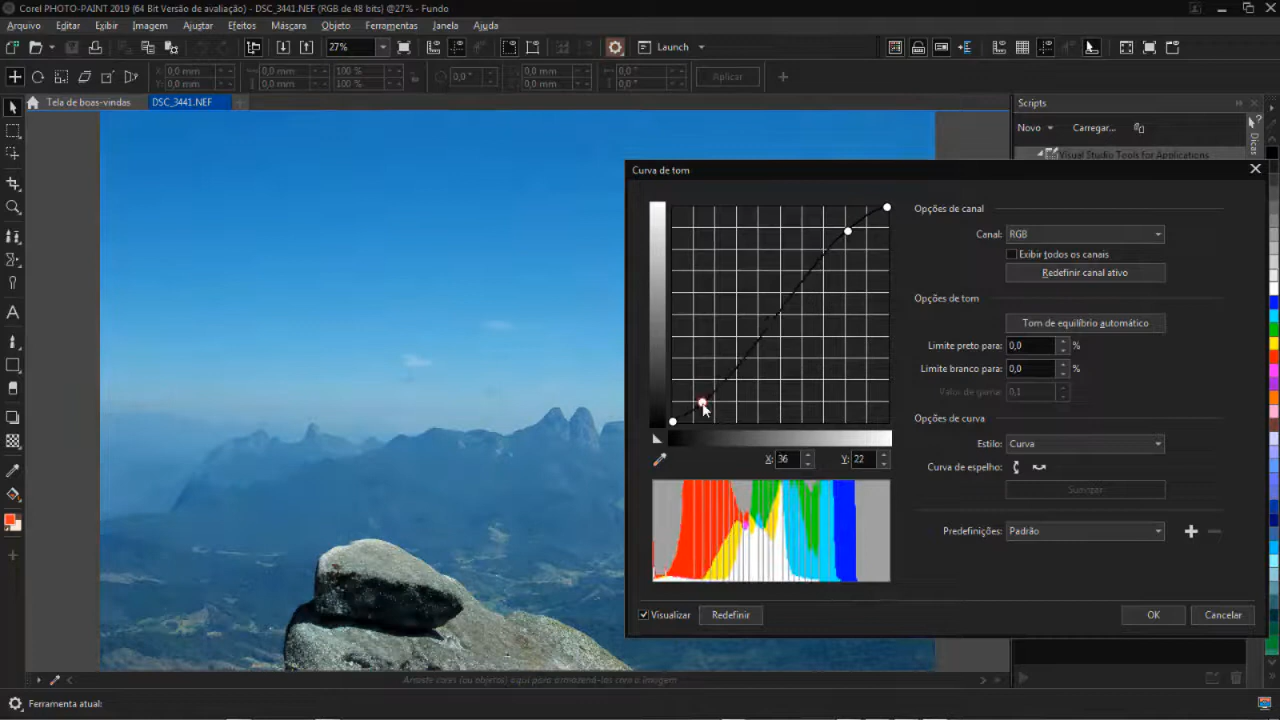 Corel PHOTO-PAINT 2019 (64 Bit Versão de avaliação) - DSC_3441.NEF (RGB de 48 bits) @27% - Fundo
Arquivo Editar Exibir Imagem Ajustar Efeitos Máscara Objeto Ferramentas Janela Ajuda
27% Launch
X: 0,0 mm 0,0 mm 100 % 0,0 ° 0,0 mm 0,0 ° Aplicar
Y: 0,0 mm 0,0 mm 100 % 0,0 mm 0,0 mm
Tela de boas-vindas DSC_3441.NEF
Scripts
Novo Carregar...
Dicas
Visual Studio Tools for Applications
Curva de tom
Opções de canal
Canal: RGB
Exibir todos os canais
Redefinir canal ativo
Opções de tom
Tom de equilíbrio automático
Limite preto para: 0,0 %
Limite branco para: 0,0 %
Valor de gama: 0,1
Opções de curva
Estilo: Curva
X: 36 Y: 22
Curva de espelho:
Suavizar
Predefinições: Padrão
Visualizar Redefinir OK Cancelar
Arraste cores (ou objetos) aqui para armazená-las com a imagem
Ferramenta atual: